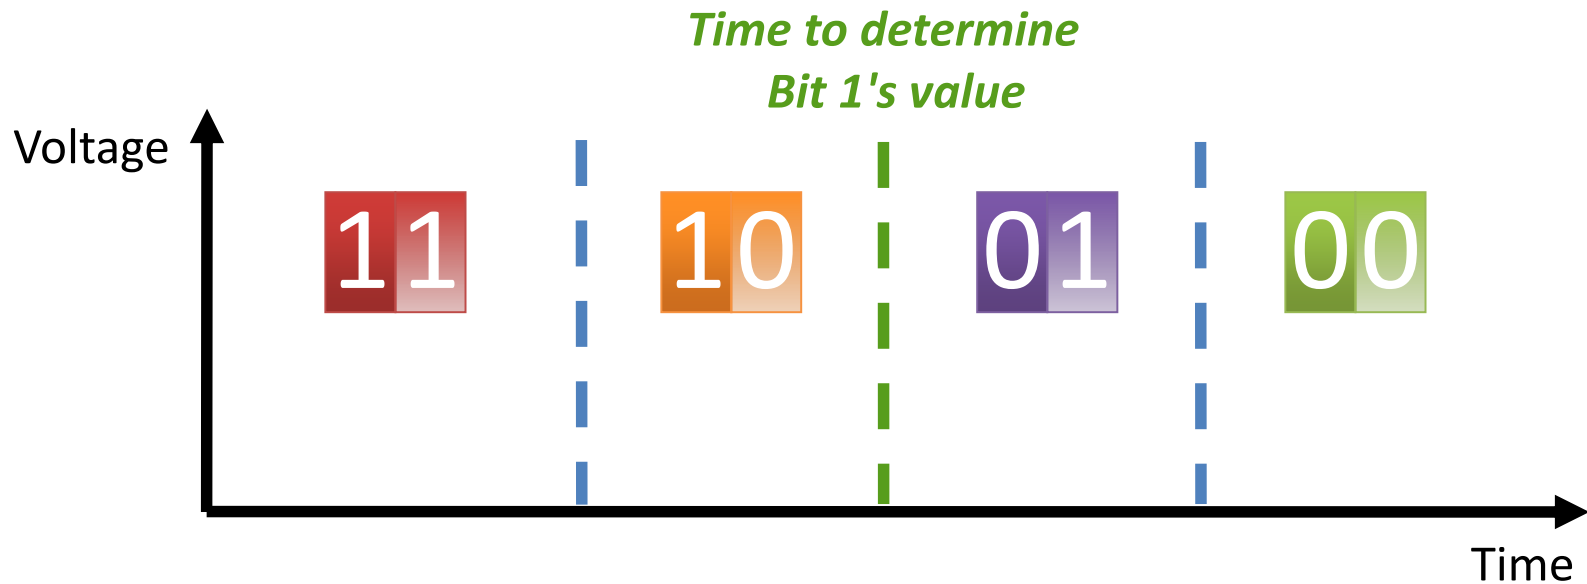 Time to determine
Bit 1's value
Voltage
11 10 01 00
Time